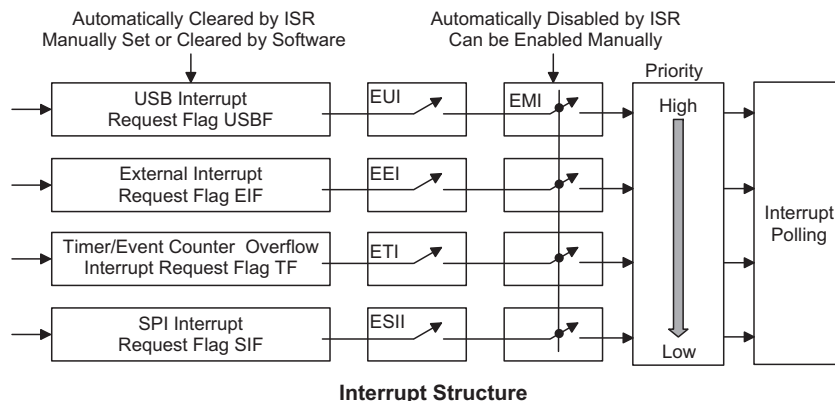 Automatically Cleared by ISR
Manually Set or Cleared by Software
Automatically Disabled by ISR
Can be Enabled Manually
Priority
USB Interrupt
Request Flag USBF
EUI
EMI
High
External Interrupt
Request Flag EIF
EEI
Interrupt
Polling
Timer/Event Counter Overflow
Interrupt Request Flag TF
ETI
SPI Interrupt
Request Flag SIF
ESII
Low
Interrupt Structure